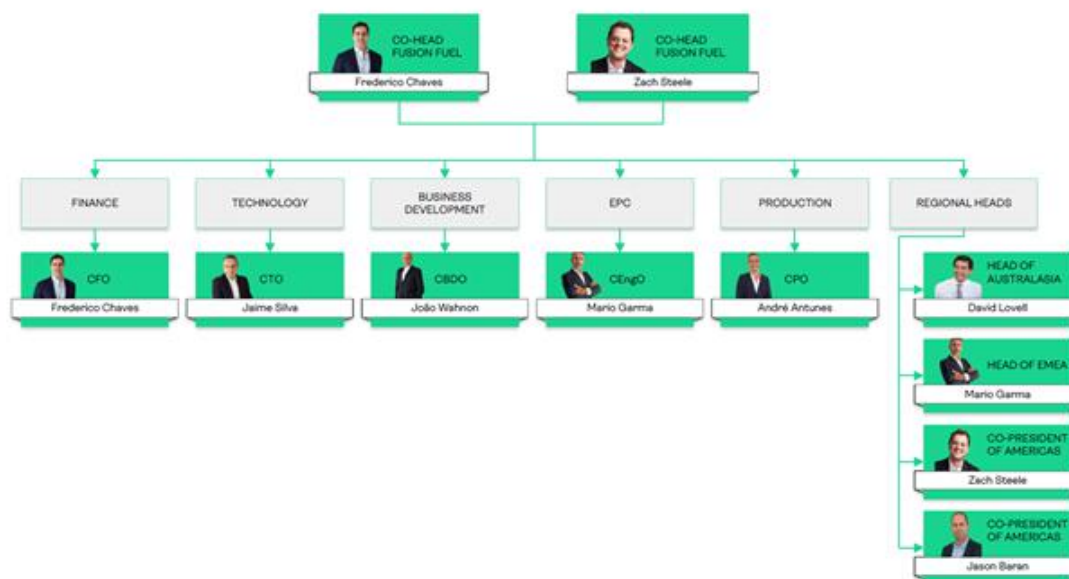 CO-HEAD
FUSION FUEL
Frederico Chaves
CO-HEAD
FUSION FUEL
Zach Steele
FINANCE
TECHNOLOGY
BUSINESS
DEVELOPMENT
EPC
PRODUCTION
REGIONAL HEADS
CFO
Frederico Chaves
CTO
Jaime Silva
CBDO
João Wahnon
CEngO
Mario Garma
CPO
André Antunes
HEAD OF
AUSTRALASIA
David Lovell
HEAD OF EMEA
Mario Garma
CO-PRESIDENT
OF AMERICAS
Zach Steele
CO-PRESIDENT
OF AMERICAS
Jason Baran